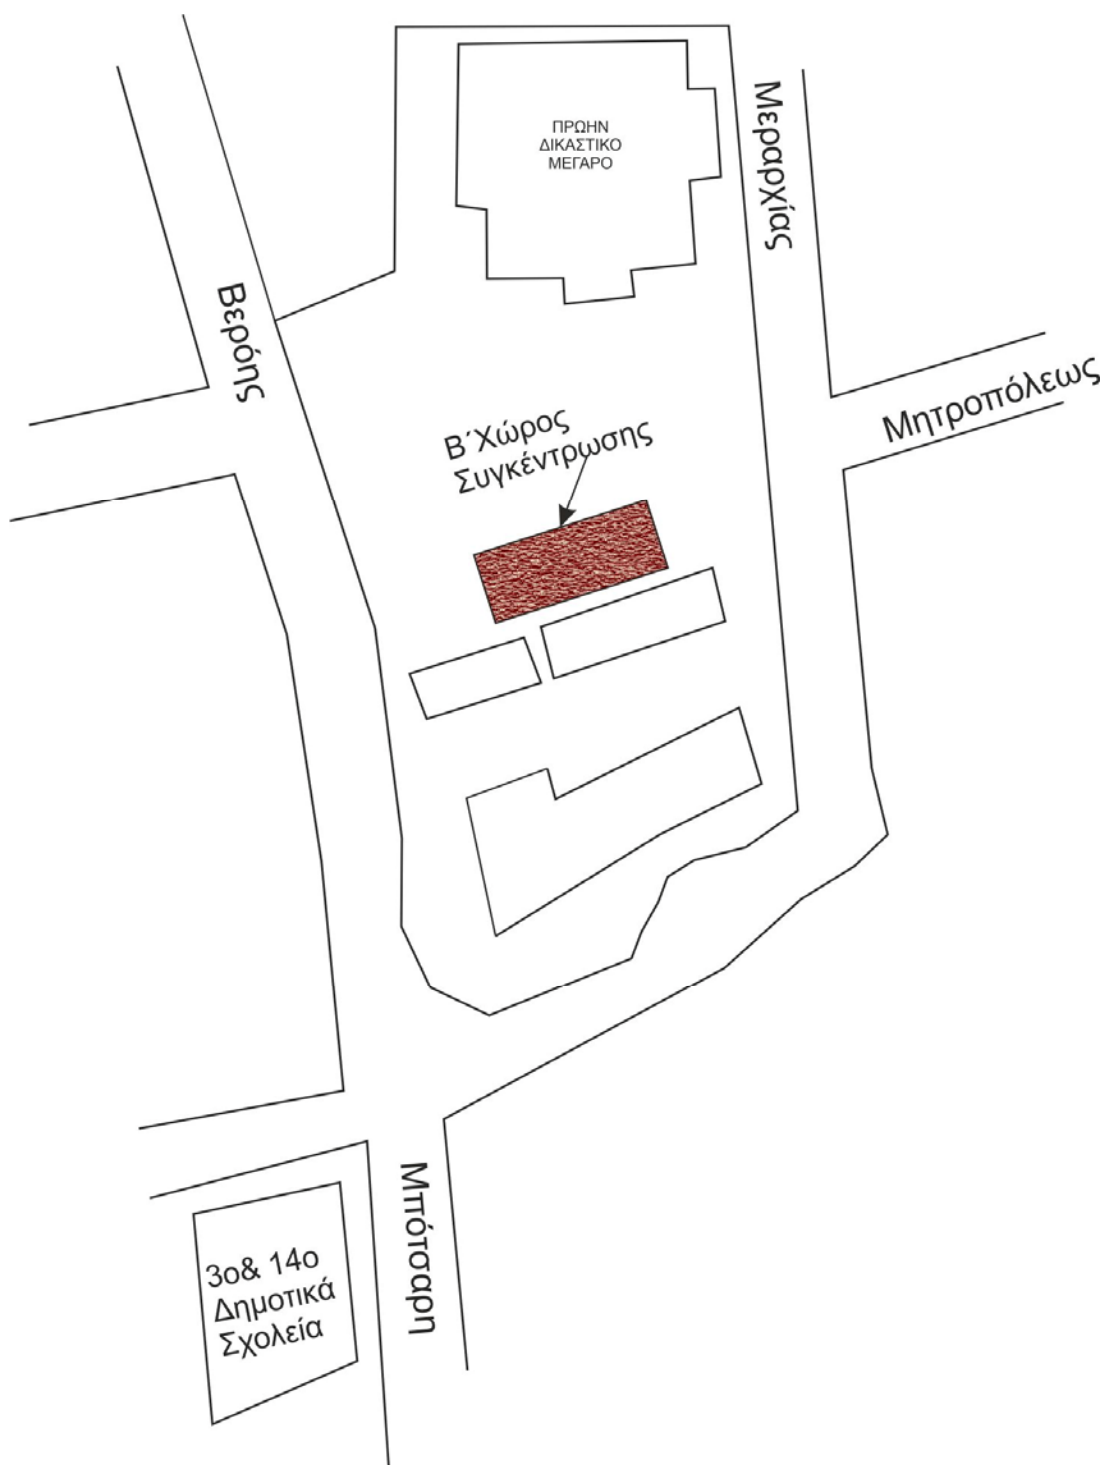 ΠΡΩΗΝ
ΔΙΚΑΣΤΙΚΟ
ΜΕΓΑΡΟ
Μεραρχίας
Βερόης
Μητροπόλεως
Β΄Χώρος
Συγκέντρωσης
Μπότσαρη
3ο& 14ο
Δημοτικά
Σχολεία